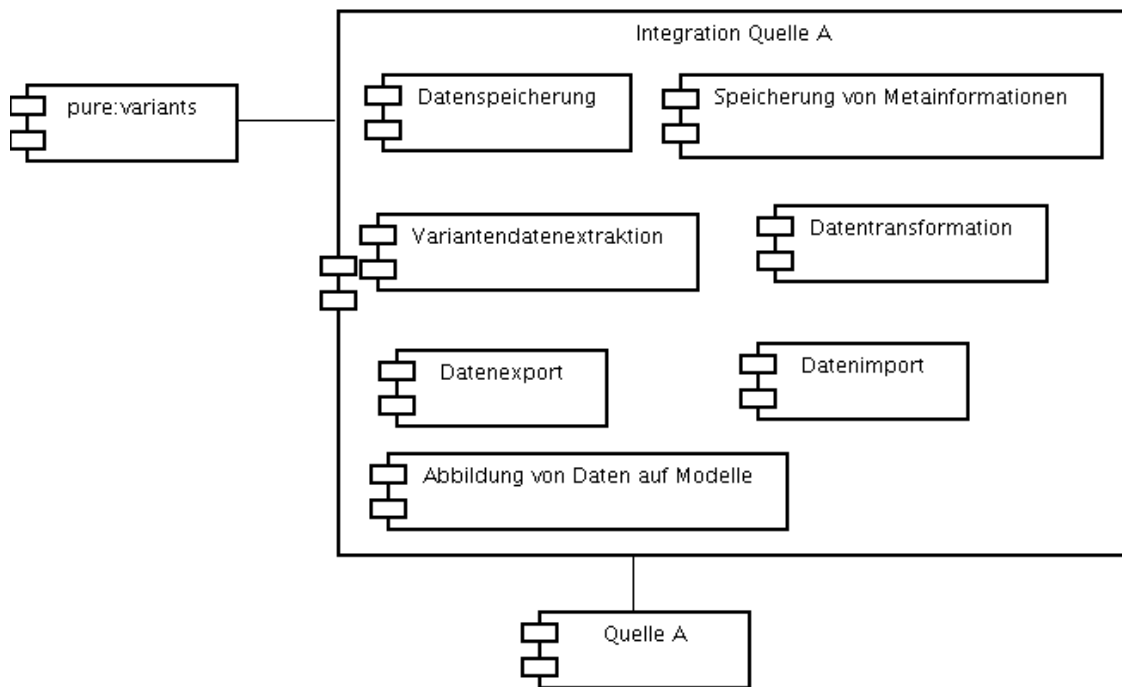 Integration Quelle A
pure:variants
Datenspeicherung
Speicherung von Metainformationen
Variantendatenextraktion
Datentransformation
Datenexport
Datenimport
Abbildung von Daten auf Modelle
Quelle A